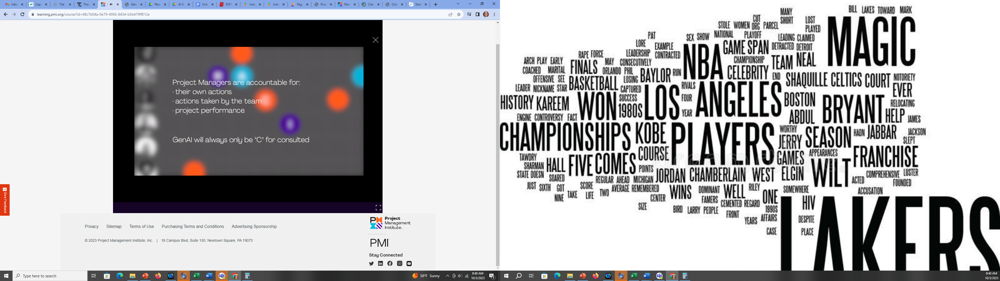 Inbo
Cap
The
Thou
Gen
Pers
AI K
Unti
ESP
Insta
Insta
Page
Proc
Mor
Clie
Octo
Stra
learning.pmi.org/course?id=48c7b04a-0e79-4956-8434-b5b479ff812e
Project Managers are accountable for:
· their own actions
· actions taken by the team
· project performance
GenAI will always only be "C" for consulted
Give Feedback
Privacy Sitemap Terms of Use Purchasing Terms and Conditions Advertising Sponsorship
© 2023 Project Management Institute, Inc. | 18 Campus Blvd, Suite 150, Newtown Square, PA 19073
Project
Management
Institute.
PMI
Stay Connected
Type here to search
58°F Sunny
8:40 AM
10/3/2023
BILL LAKES TOWARD MARK
MANY
SHORT
CUT
LOST
STOLE WOMEN ORG PARCEL
PLAYED
MAGIC
PAT
SEX SHOW NATIONAL PLAYOFF
LEADING CLAIMED
LORE EXAMPLE
NBA
GAME SPAN
DETRACTED DETROIT
RAPE FORCE
LEADERSHIP CONTRACTED
CHAMPIONSHIP
TEAM NEAL
ARCH PLAY EARLY
FINALS
MAY CONSECUTIVELY
COACHED MARITAL
ORLANDO PHIL
BAYLOR RUN
CELEBRITY
END
SHAQUILLE CELTICS COURT
NOTORIETY
OFFENSIVE SEE
BASKETBALL
LOSING
LEADER NICKNAME STAR
CAPTURED
LOS
RIVALS
ANGELES
BOSTON
BRYANT
EVER
HISTORY KAREEM
WON
SUCCESS
1980S
FOUR
RELOCATING
ENGINE CONTROVERSY FACT
YEAR
ABDUL
HELP
JAMES
CHAMPIONSHIPS
KOBE
PLAYERS
WORTHY
JERRY
SEASON
HADN
JABBAR
JACKSON
SLEPT
COURSE
GAMES
APPEARANCES
FRANCHISE
TAWDRY
SHARMAN
HALL
FIVE
COMES
WILT
STATE DOESN
POINTS
JORDAN CHAMBERLAIN WEST
ELGIN
COMPREHENSIVE LUSTER
SOARED
REGULAR AHEAD MICHIGAN
ACTED
FOUNDED
JUST SIXTH GOT
SCORE
AVERAGE REMEMBERED
WINS
DOMINANT
WELL
RILEY
SOMEWHERE
ACCUSATION
NINE TAKE LIFE TWO
CENTER
FAMERS
CEMENTED REGARD
ONE
LAKERS
HIV
SIZE
BIRD LARRY PEOPLE
FRONT
1990S
YEARS
AFFAIRS
DESPITE
CASE
PLACE
8:40 AM
10/3/2023